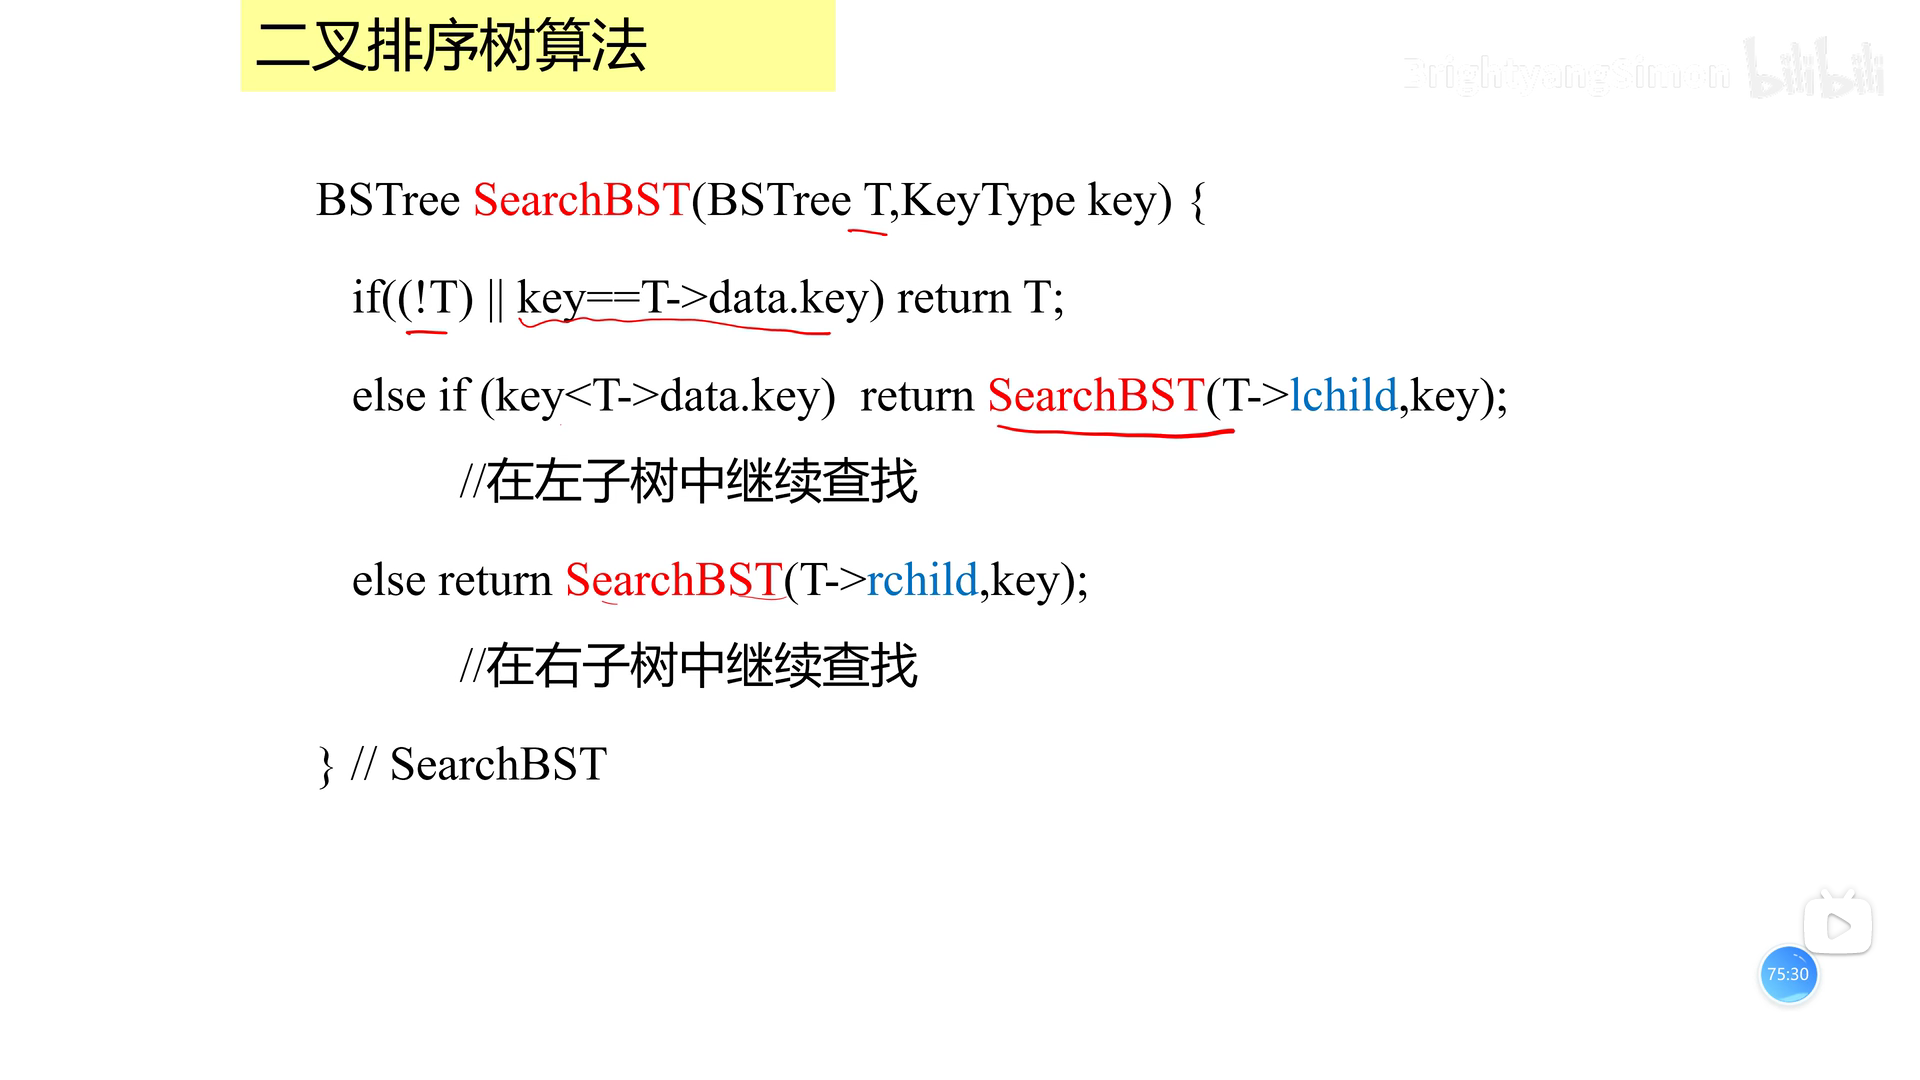 二叉排序树算法
BrightyangSimon bilibili
BSTree SearchBST(BSTree T,KeyType key) {
if((!T) || key==T->data.key) return T;
else if (key<T->data.key) return SearchBST(T->lchild,key);
//在左子树中继续查找
else return SearchBST(T->rchild,key);
//在右子树中继续查找
} // SearchBST
75:30